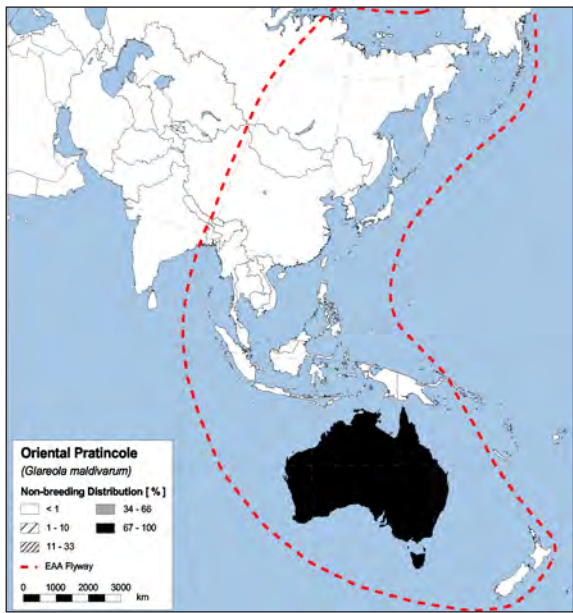 Oriental Pratincole
(Glareola maldivarum)
Non-breeding Distribution [ % ]
< 1
34 - 66
1 - 10
67 - 100
11 - 33
EAA Flyway
0 1000 2000 3000
km